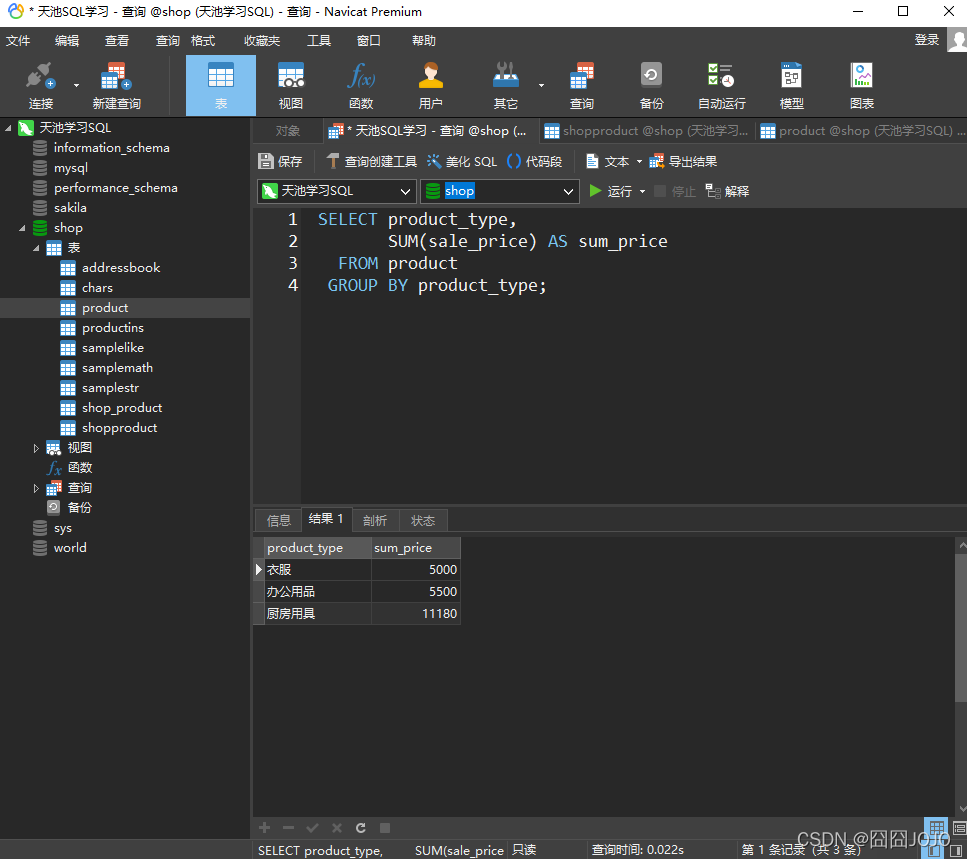 * 天池SQL学习 - 查询 @shop (天池SQL学习) - 查询 - Navicat Premium
文件 编辑 查看 查询 格式 收藏夹 工具 窗口 帮助 登录
连接 新建查询 表 视图 函数 用户 其它 查询 备份 自动运行 模型 图表
天池学习SQL
information_schema
mysql
performance_schema
sakila
shop
表
addressbook
chars
product
productins
samplelike
samplemath
samplestr
shop_product
shopproduct
视图
函数
查询
备份
sys
world
对象 * 天池SQL学习 - 查询 @shop (... shopproduct @shop (天池学习... product @shop (天池学习SQL) ...
保存 查询创建工具 美化 SQL () 代码段 文本 导出结果
天池学习SQL shop 运行 停止 解释
1 SELECT product_type,
2 SUM(sale_price) AS sum_price
3 FROM product
4 GROUP BY product_type;
信息 结果 1 剖析 状态
product_type sum_price
衣服 5000
办公用品 5500
厨房用具 11180
SELECT product_type, SUM(sale_price 只读 查询时间: 0.022s 第 1 条记录 (共 3 条)
CSDN @囧囧JOJO